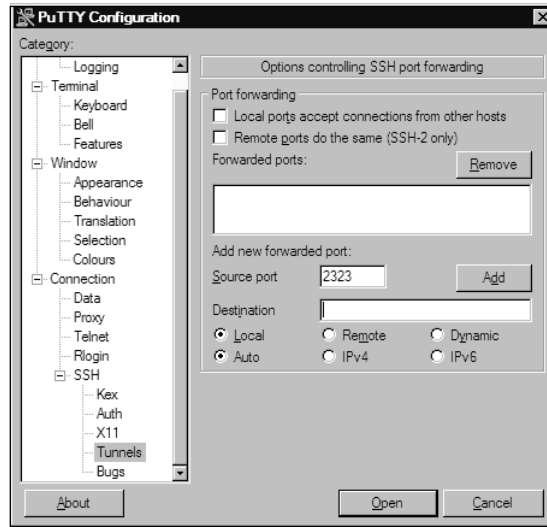 PuTTY Configuration
Category:
Logging
Terminal
Keyboard
Bell
Features
Window
Appearance
Behaviour
Translation
Selection
Colours
Connection
Data
Proxy
Telnet
Rlogin
SSH
Kex
Auth
X11
Tunnels
Bugs
Options controlling SSH port forwarding
Port forwarding
Local ports accept connections from other hosts
Remote ports do the same (SSH-2 only)
Forwarded ports: Remove
Add new forwarded port:
Source port 2323 Add
Destination
Local Remote Dynamic
Auto IPv4 IPv6
About Open Cancel